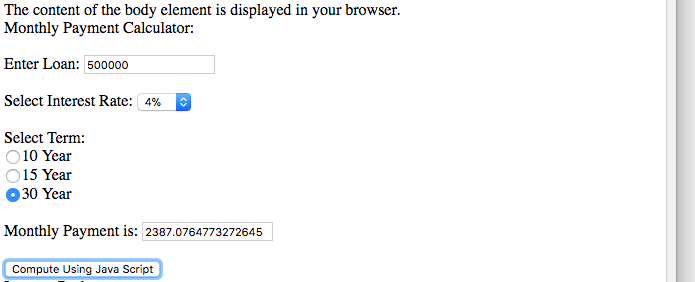 The content of the body element is displayed in your browser.
Monthly Payment Calculator:
Enter Loan: 500000
Select Interest Rate: 4%
Select Term:
10 Year
15 Year
30 Year
Monthly Payment is: 2387.0764773272645
Compute Using Java Script